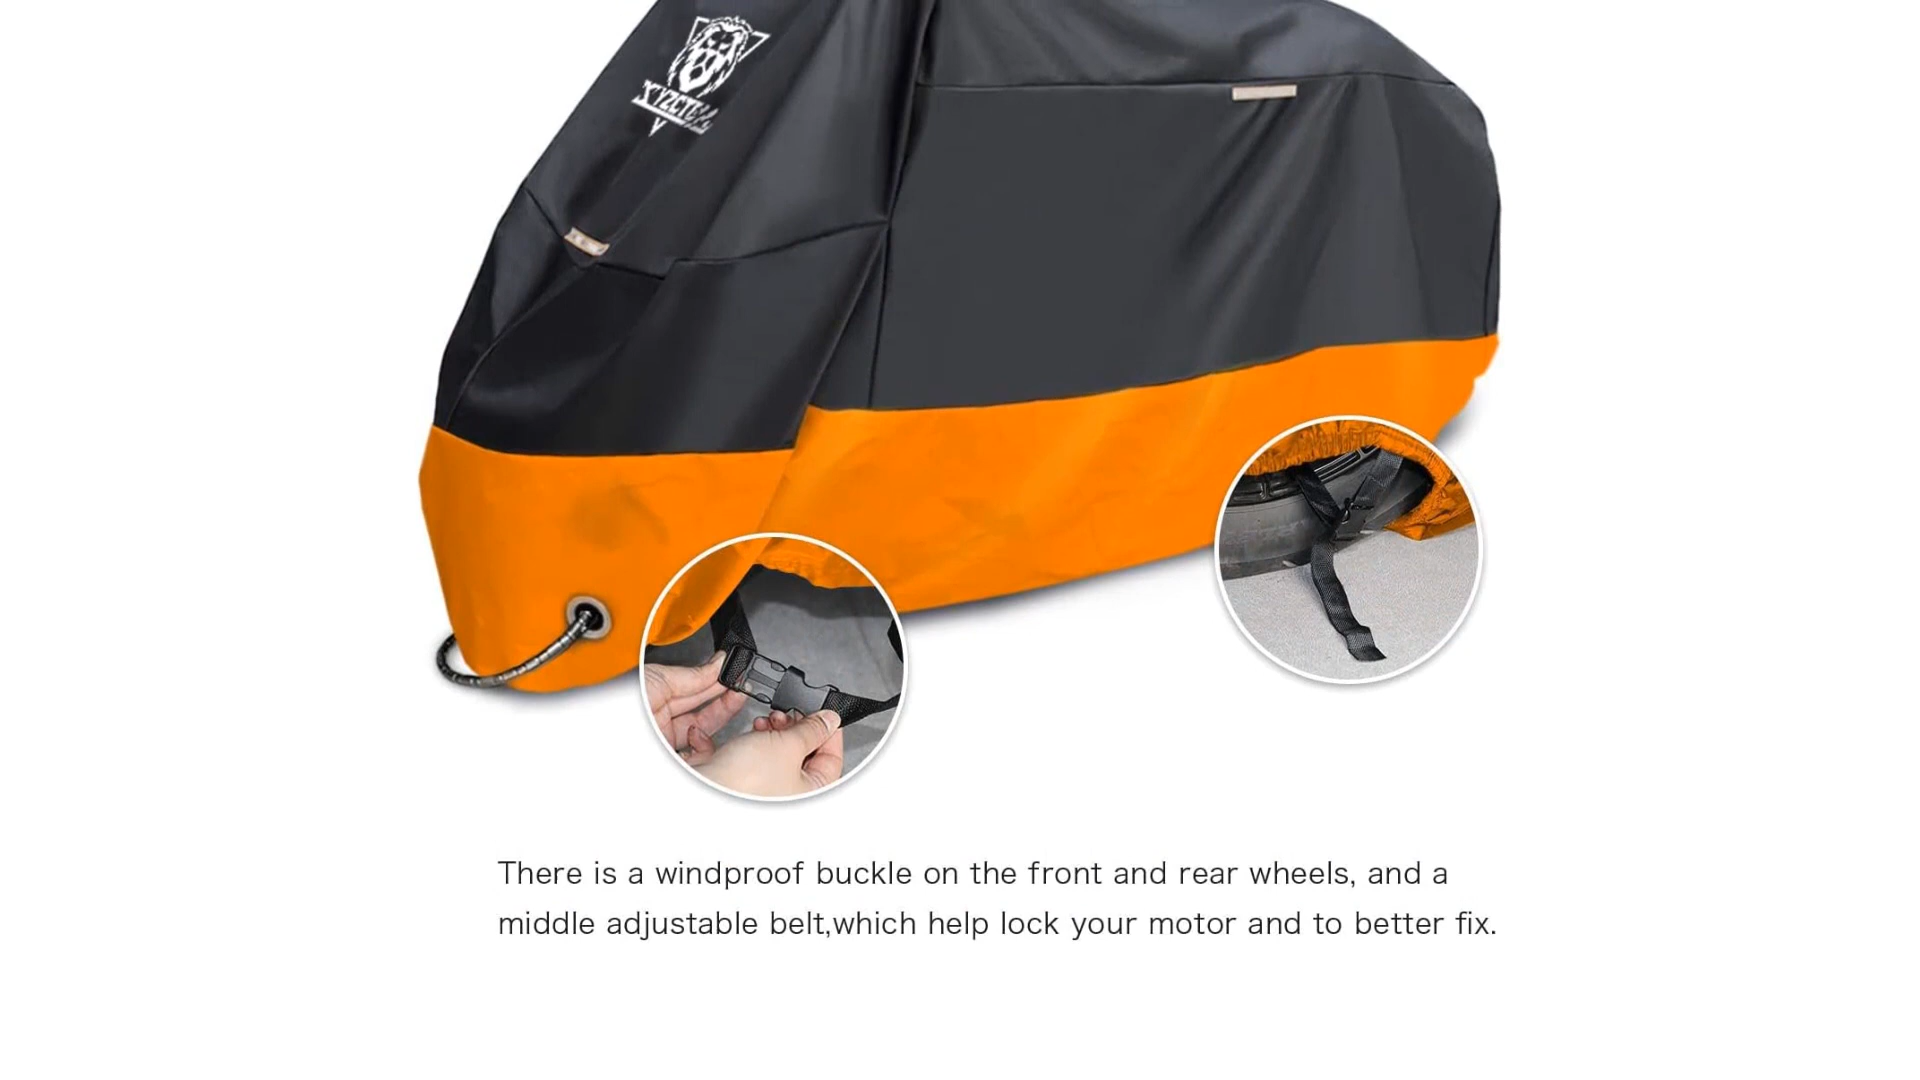 There is a windproof buckle on the front and rear wheels, and a
middle adjustable belt,which help lock your motor and to better fix.